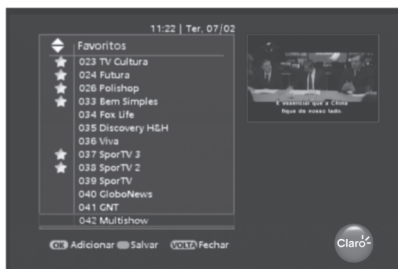 11:22 | Ter, 07/02
Favoritos
023 TV Cultura
024 Futura
026 Polishop
033 Bem Simples
034 Fox Life
035 Discovery H&H
036 Viva
037 SporTV 3
038 SporTV 2
039 SporTV
040 GloboNews
041 GNT
042 Multishow
É essencial que a China
fique do nosso lado.
OK Adicionar Salvar VOLTA Fechar
Claro